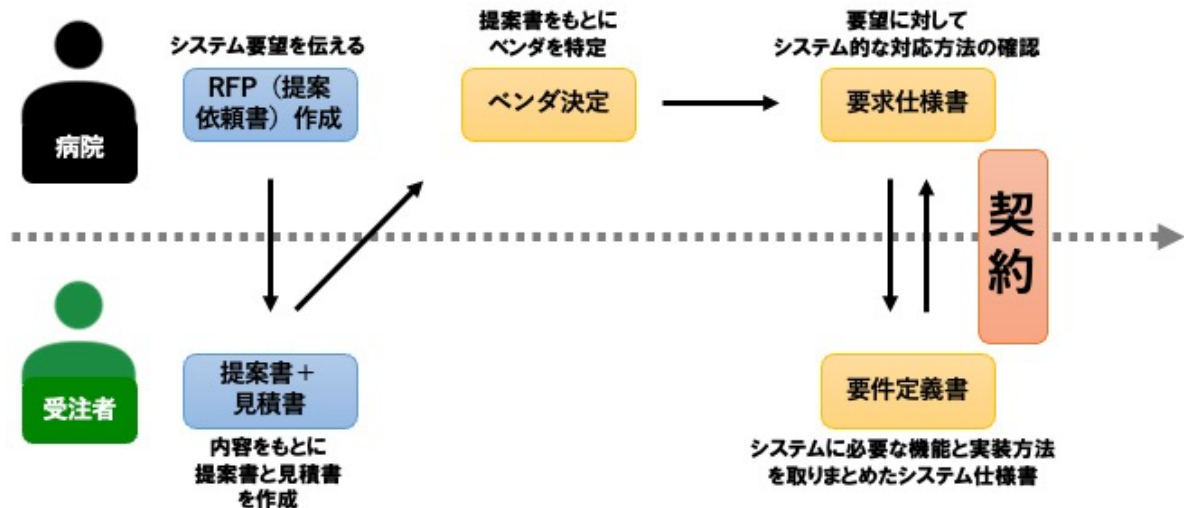 システム要望を伝える
RFP（提案
依頼書）作成
病院
提案書をもとに
ベンダを特定
ベンダ決定
要望に対して
システム的な対応方法の確認
要求仕様書
契
約
受注者
提案書＋
見積書
内容をもとに
提案書と見積書
を作成
要件定義書
システムに必要な機能と実装方法
を取りまとめたシステム仕様書